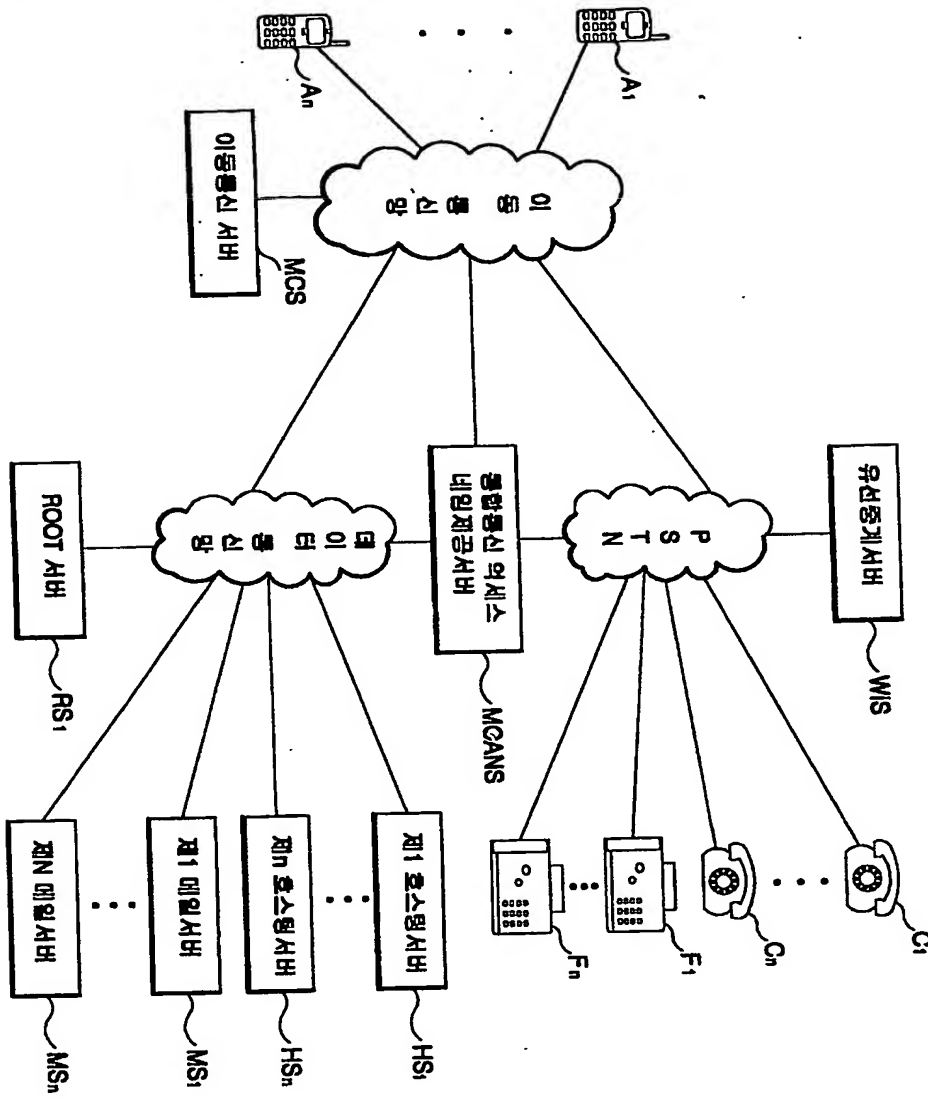 A1
An
이동통신망
이동통신 서버
MCS
유선중계서버
WIS
PSTN
통합통신 억세스
네임제공서버
MCANS
데이터통신망
ROOT 서버
RS1
C1
Cn
F1
Fn
제1 호스팅서버
HS1
제n 호스팅서버
HSn
제1 메일서버
MS1
제N 메일서버
MSn